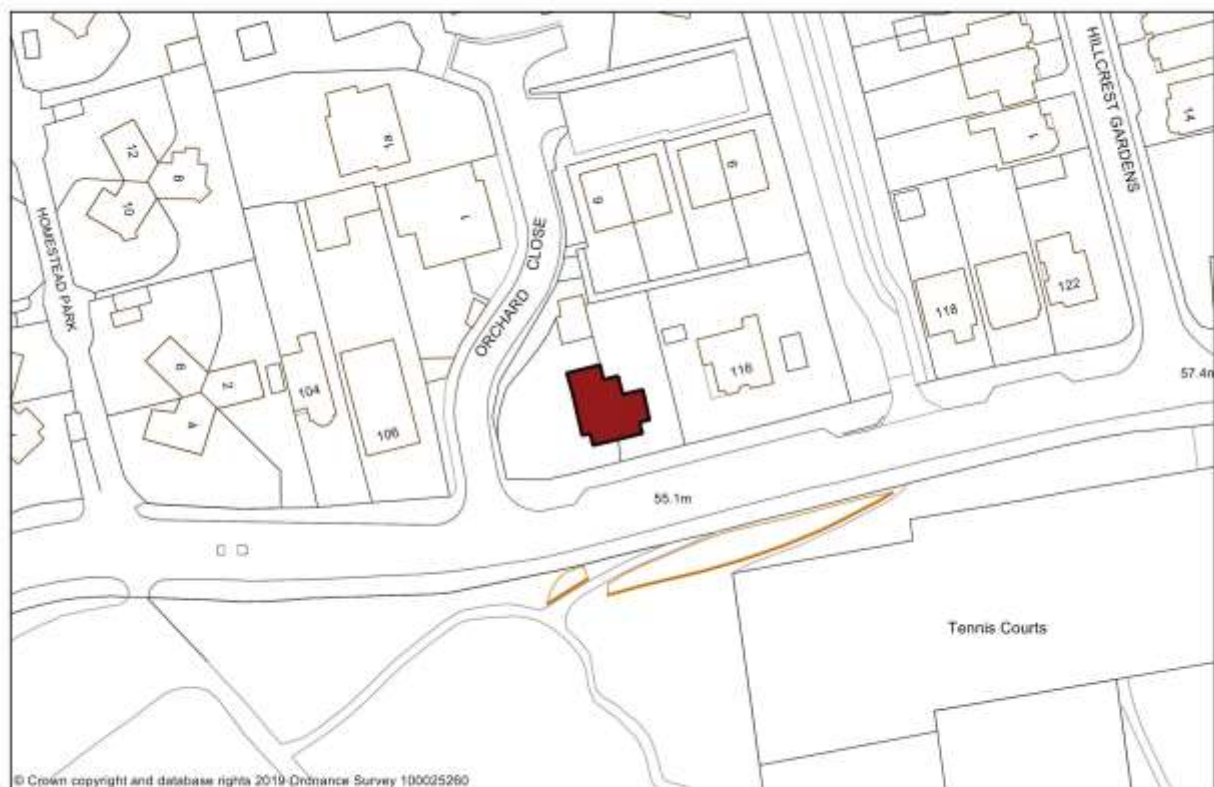 HILLCREST GARDENS
14
1
12
8
10
1a
9
6
HOMESTEAD PARK
1
ORCHARD CLOSE
118
122
6
2
4
104
106
116
57.4m
55.1m
Tennis Courts
© Crown copyright and database rights 2019 Ordnance Survey 100025260